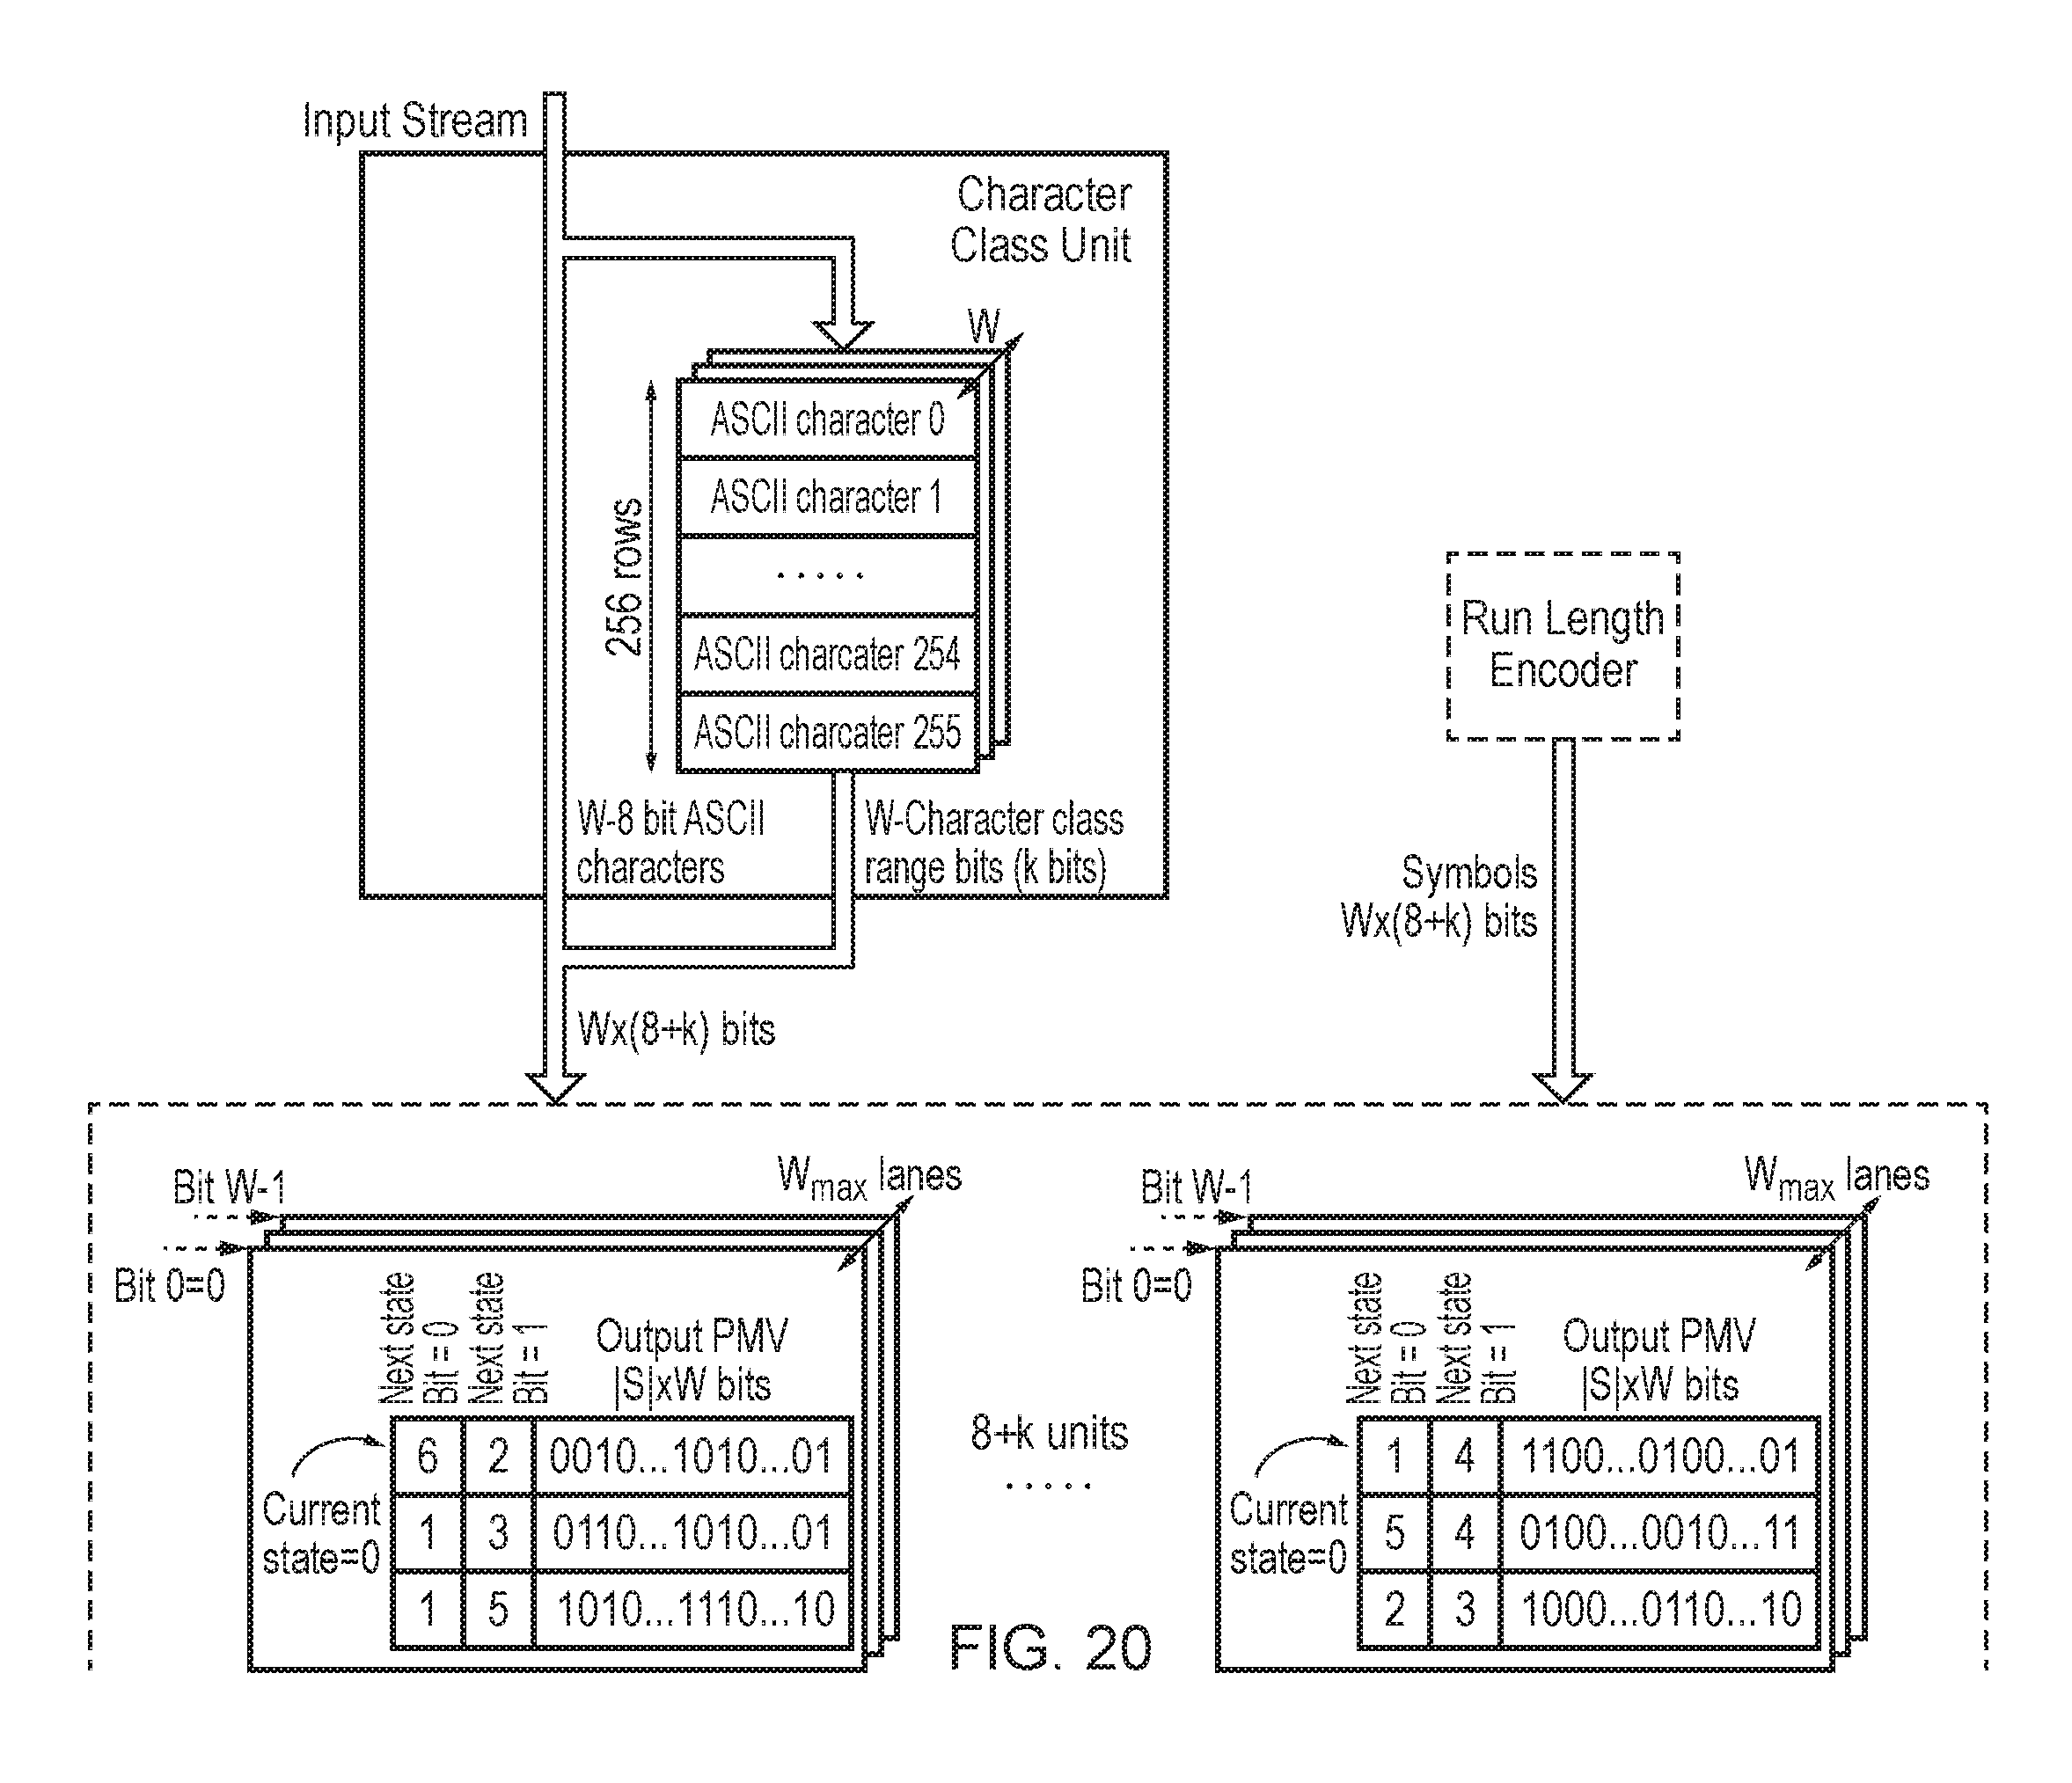 Input Stream
Character
Class Unit
W
256 rows
ASCII character 0
ASCII character 1
.....
ASCII charcater 254
ASCII charcater 255
W-8 bit ASCII
characters
W-Character class
range bits (k bits)
Wx(8+k) bits
Run Length
Encoder
Symbols
Wx(8+k) bits
Bit W-1
Bit 0=0
Wmax lanes
Next state
Bit = 0
Next state
Bit = 1
Output PMV
|S|xW bits
Current
state=0
6 2 0010...1010...01
1 3 0110...1010...01
1 5 1010...1110...10
8+k units
.....
Bit W-1
Bit 0=0
Wmax lanes
Next state
Bit = 0
Next state
Bit = 1
Output PMV
|S|xW bits
Current
state=0
1 4 1100...0100...01
5 4 0100...0010...11
2 3 1000...0110...10
FIG. 20